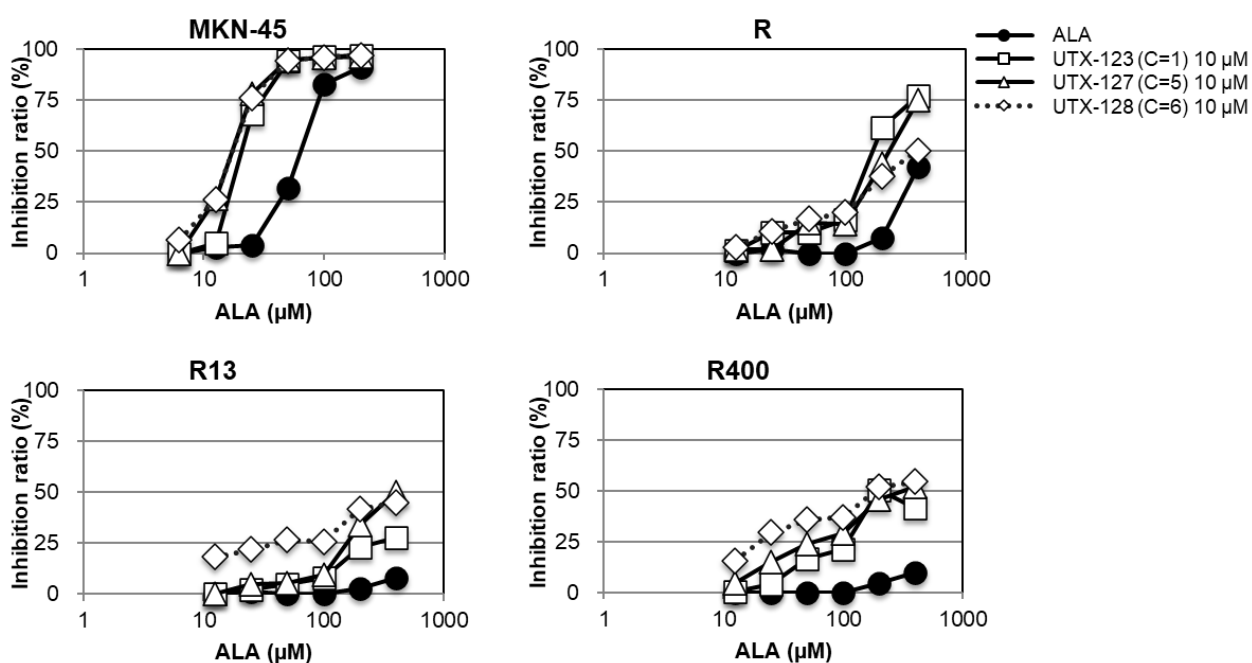 MKN-45
Inhibition ratio (%)
100
75
50
25
0
1
10
100
1000
ALA (µM)
R
Inhibition ratio (%)
100
75
50
25
0
1
10
100
1000
ALA (µM)
ALA
UTX-123 (C=1) 10 µM
UTX-127 (C=5) 10 µM
UTX-128 (C=6) 10 µM
R13
Inhibition ratio (%)
100
75
50
25
0
1
10
100
1000
ALA (µM)
R400
Inhibition ratio (%)
100
75
50
25
0
1
10
100
1000
ALA (µM)